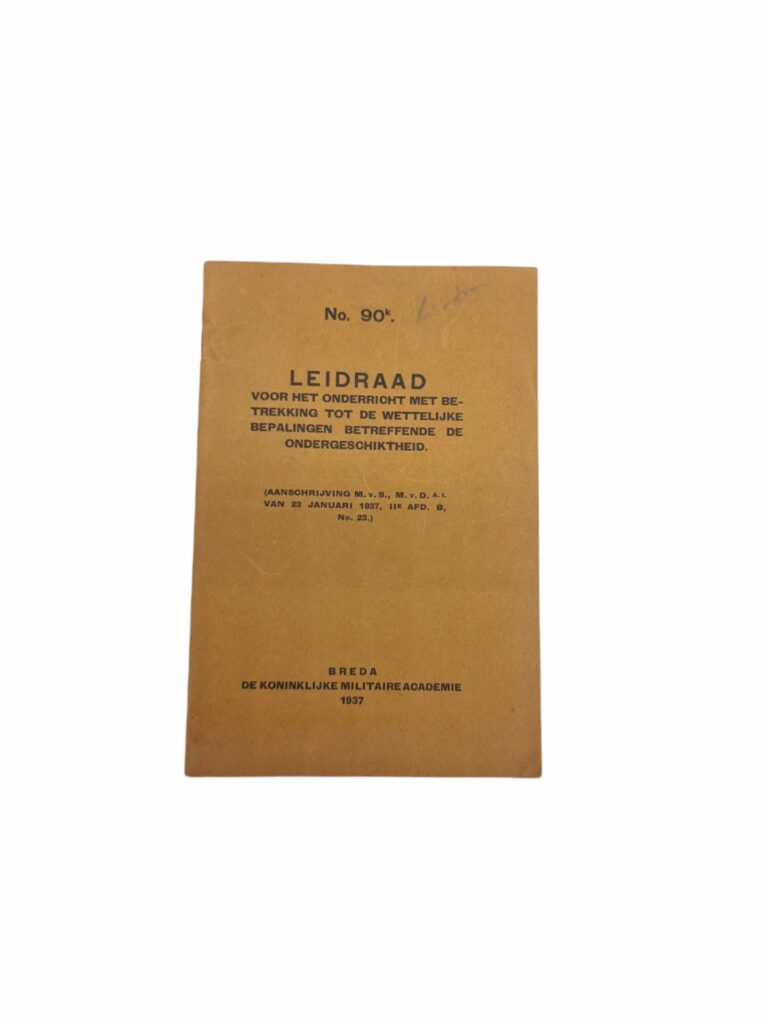 No. 90ᵏ.
LEIDRAAD
VOOR HET ONDERRICHT MET BE-
TREKKING TOT DE WETTELIJKE
BEPALINGEN BETREFFENDE DE
ONDERGESCHIKTHEID.
(AANSCHRIJVING M. v. S., M. v. D. A. I.
VAN 23 JANUARI 1937, IIe AFD. B,
No. 23.)
BREDA
DE KONINKLIJKE MILITAIRE ACADEMIE
1937